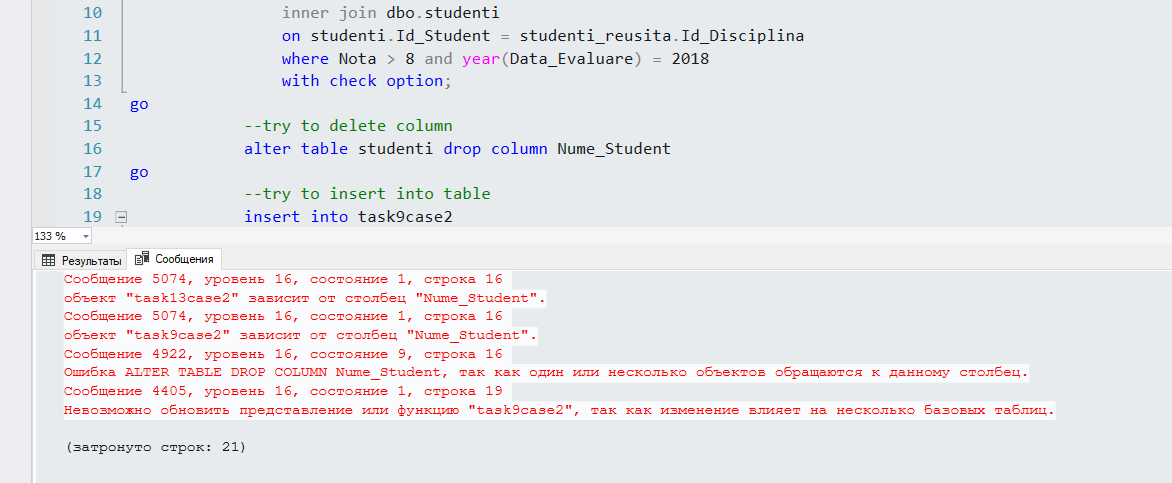 10 inner join dbo.studenti
11 on studenti.Id_Student = studenti_reusita.Id_Disciplina
12 where Nota > 8 and year(Data_Evaluare) = 2018
13 with check option;
14 go
15 --try to delete column
16 alter table studenti drop column Nume_Student
17 go
18 --try to insert into table
19 insert into task9case2
133 %
Результаты Сообщения
Сообщение 5074, уровень 16, состояние 1, строка 16
объект "task13case2" зависит от столбец "Nume_Student".
Сообщение 5074, уровень 16, состояние 1, строка 16
объект "task9case2" зависит от столбец "Nume_Student".
Сообщение 4922, уровень 16, состояние 9, строка 16
Ошибка ALTER TABLE DROP COLUMN Nume_Student, так как один или несколько объектов обращаются к данному столбец.
Сообщение 4405, уровень 16, состояние 1, строка 19
Невозможно обновить представление или функцию "task9case2", так как изменение влияет на несколько базовых таблиц.
(затронуто строк: 21)